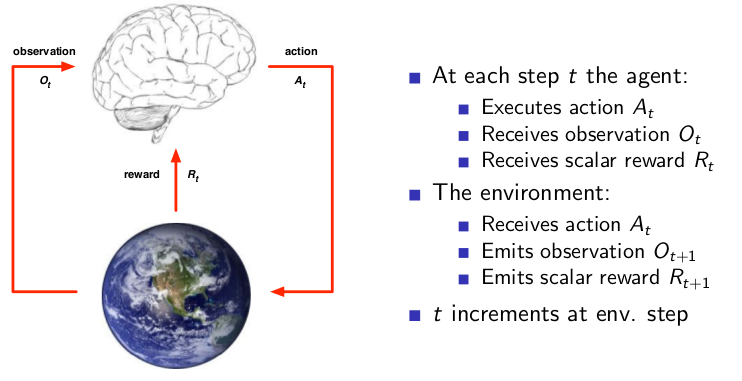 observation
O_t
action
A_t
reward
R_t
At each step t the agent:
Executes action A_t
Receives observation O_t
Receives scalar reward R_t
The environment:
Receives action A_t
Emits observation O_{t+1}
Emits scalar reward R_{t+1}
t increments at env. step